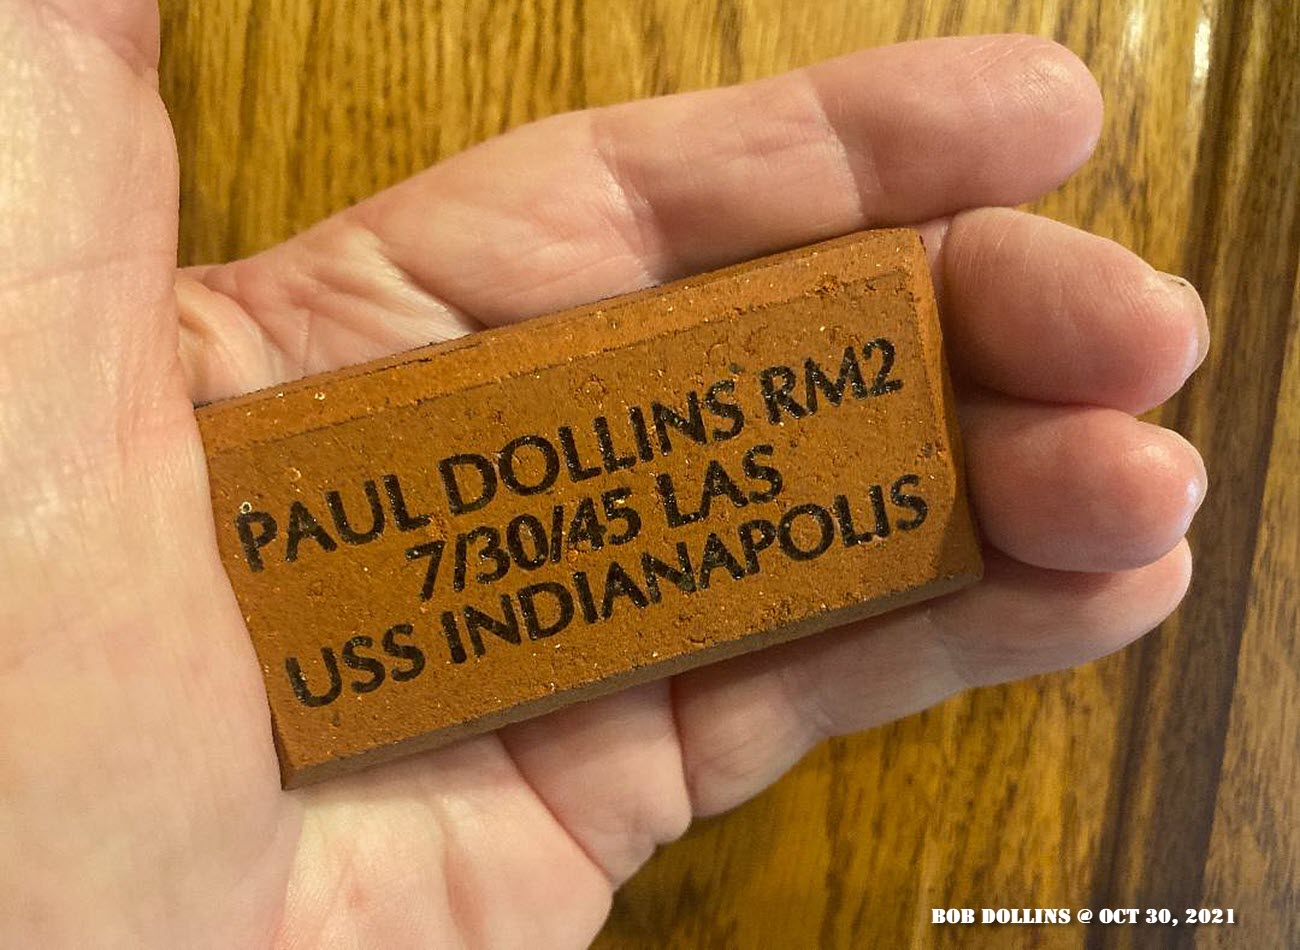 PAUL DOLLINS RM2
7/30/45 LAS
USS INDIANAPOLIS
BOB DOLLINS @ OCT 30, 2021